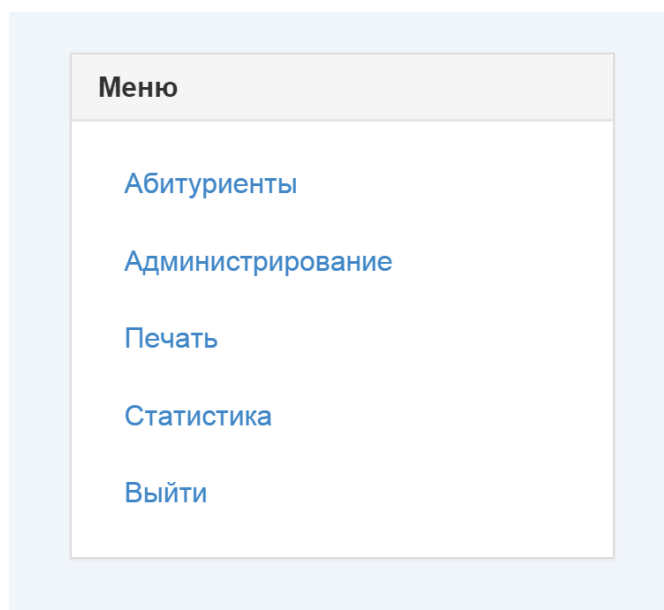 Меню
Абитуриенты
Администрирование
Печать
Статистика
Выйти